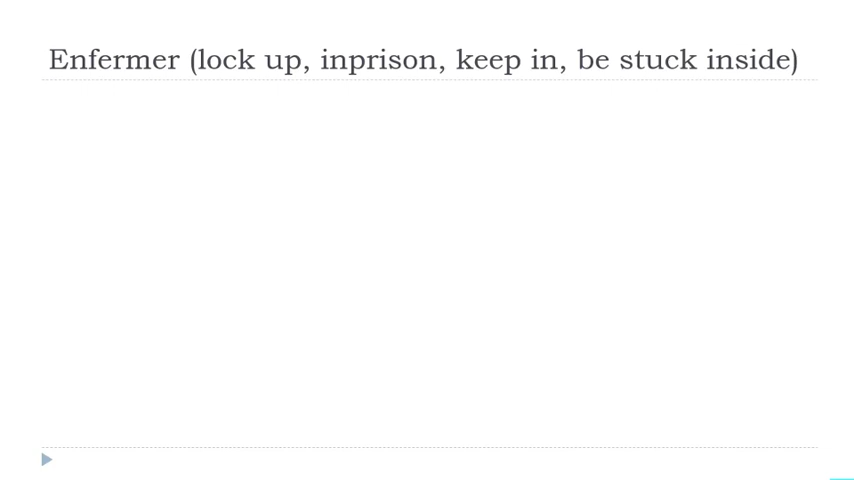 Enfermer (lock up, inprison, keep in, be stuck inside)